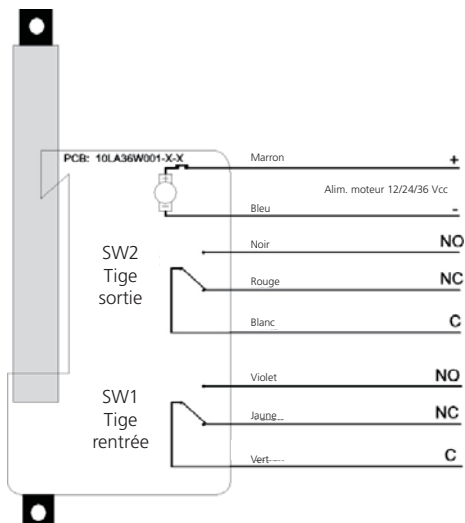 PCB: 10LA36W001-X-X
Marron +
Alim. moteur 12/24/36 Vcc
Bleu -
SW2
Tige
sortie
Noir NO
Rouge NC
Blanc C
SW1
Tige
rentrée
Violet NO
Jaune NC
Vert C